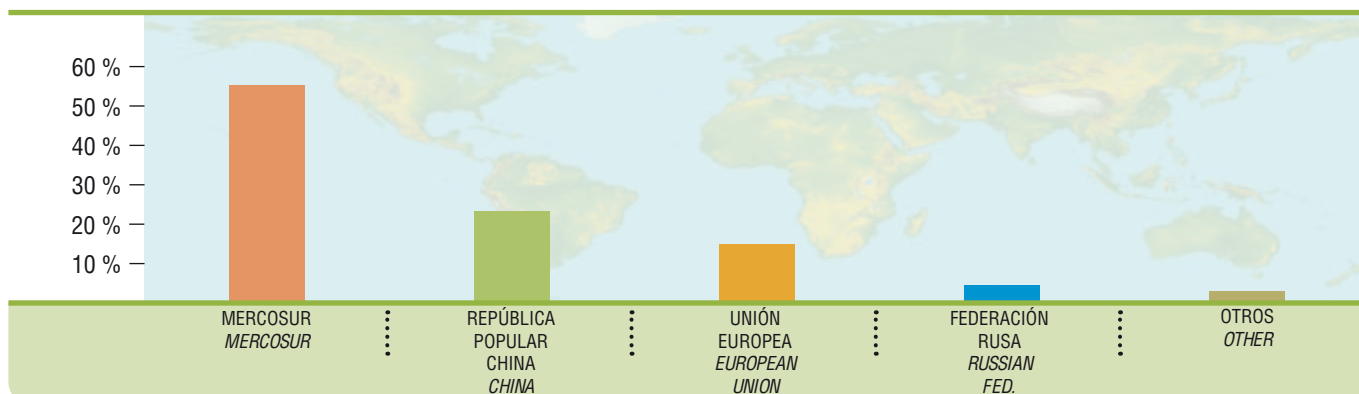 60 %
50 %
40 %
30 %
20 %
10 %
MERCOSUR
MERCOSUR
REPÚBLICA
POPULAR
CHINA
CHINA
UNIÓN
EUROPEA
EUROPEAN
UNION
FEDERACIÓN
RUSA
RUSSIAN
FED.
OTROS
OTHER